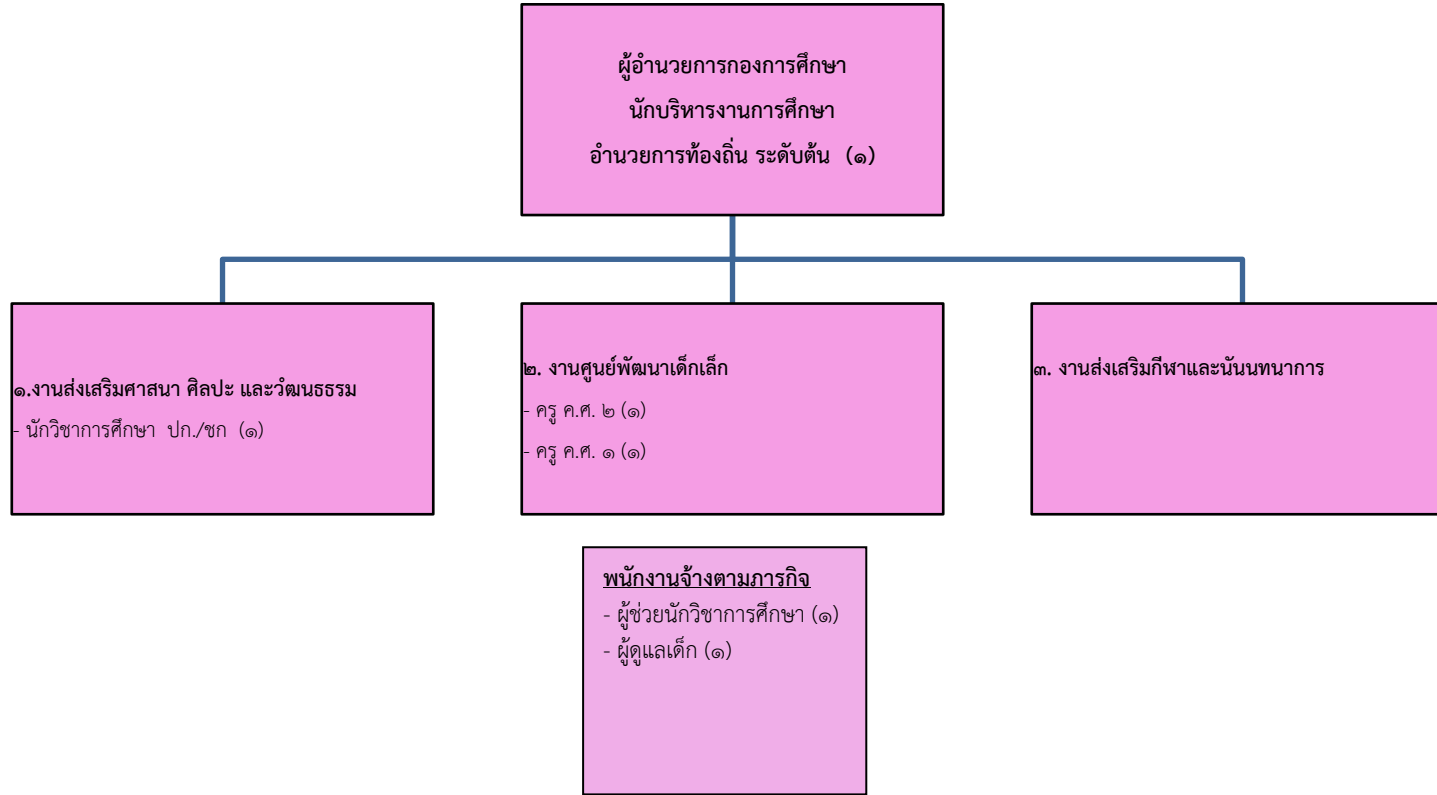 ผู้อำนวยการกองการศึกษา
นักบริหารงานการศึกษา
อำนวยการท้องถิ่น ระดับต้น (๑)
๑.งานส่งเสริมศาสนา ศิลปะ และวัฒนธธรรม
- นักวิชาการศึกษา ปก./ชก (๑)
๒. งานศูนย์พัฒนาเด็กเล็ก
- ครู ค.ศ. ๒ (๑)
- ครู ค.ศ. ๑ (๑)
๓. งานส่งเสริมกีฬาและนันนทนาการ
พนักงานจ้างตามภารกิจ
- ผู้ช่วยนักวิชาการศึกษา (๑)
- ผู้ดูแลเด็ก (๑)